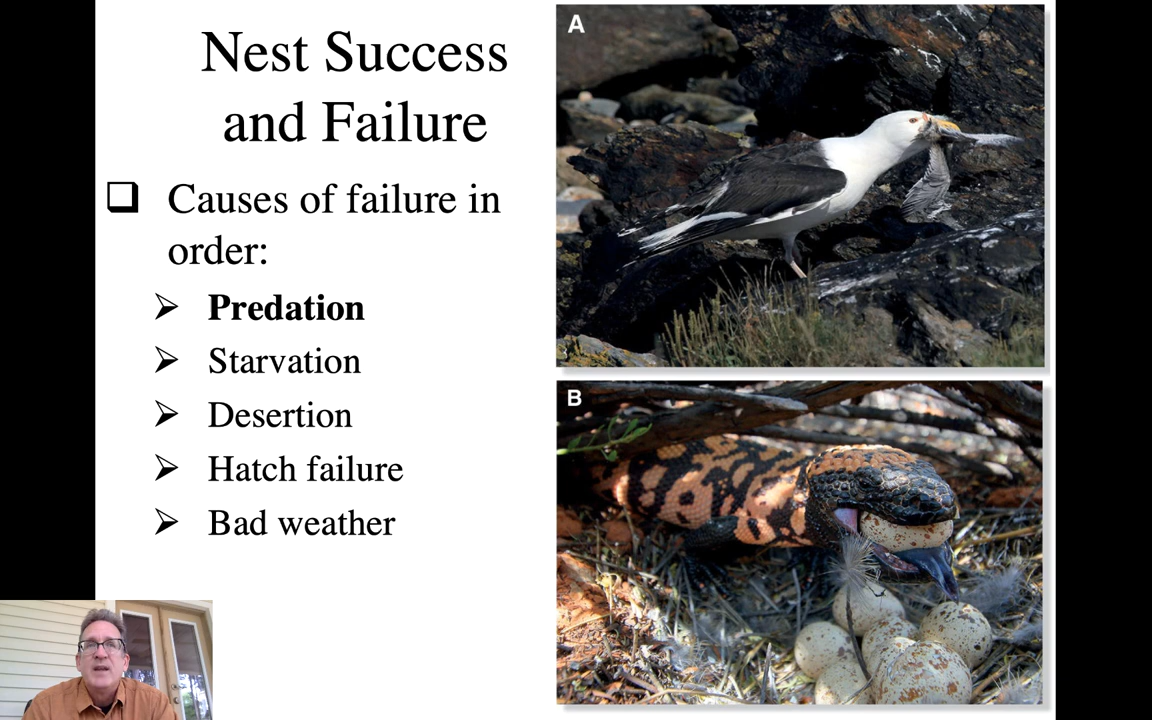 Nest Success
and Failure
❑ Causes of failure in
order:
➢ Predation
➢ Starvation
➢ Desertion
➢ Hatch failure
➢ Bad weather
A
B